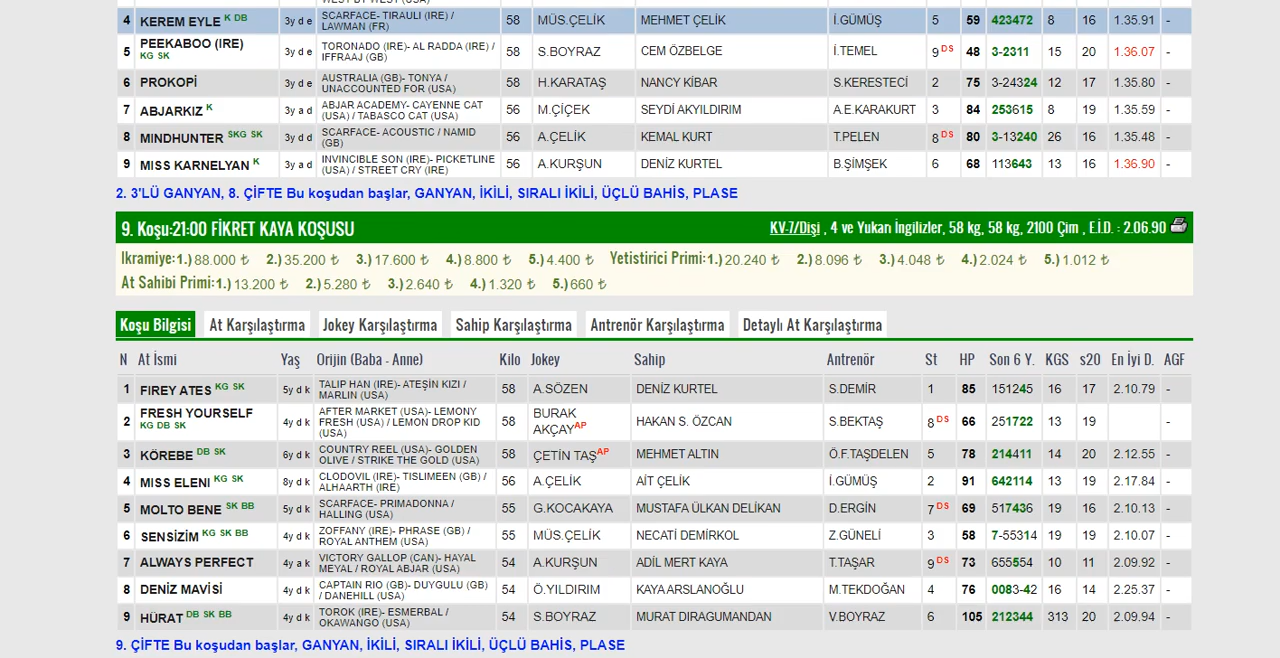 4 KEREM EYLE K DB 3y d e SCARFACE- TIRAULI (IRE) / LAWMAN (FR) 58 MÜS.ÇELİK MEHMET ÇELİK İ.GÜMÜŞ 5 59 423472 8 16 1.35.91 -
5 PEEKABOO (IRE) KG SK 3y d e TORONADO (IRE)- AL RADDA (IRE) / IFFRAAJ (GB) 58 S.BOYRAZ CEM ÖZBELGE İ.TEMEL 9 DS 48 3-2311 15 20 1.36.07 -
6 PROKOPİ 3y d e AUSTRALIA (GB)- TONYA / UNACCOUNTED FOR (USA) 58 H.KARATAŞ NANCY KİBAR S.KERESTECİ 2 75 3-24324 12 17 1.35.80 -
7 ABJARKIZ K 3y a d ABJAR ACADEMY- CAYENNE CAT (USA) / TABASCO CAT (USA) 56 M.ÇİÇEK SEYDİ AKYILDIRIM A.E.KARAKURT 3 84 253615 8 19 1.35.59 -
8 MINDHUNTER SKG SK 3y d d SCARFACE- ACOUSTIC / NAMID (GB) 56 A.ÇELİK KEMAL KURT T.PELEN 8 DS 80 3-13240 26 16 1.35.48 -
9 MISS KARNELYAN K 3y a d INVINCIBLE SON (IRE)- PICKETLINE (USA) / STREET CRY (IRE) 56 A.KURŞUN DENİZ KURTEL B.ŞİMŞEK 6 68 113643 13 16 1.36.90 -
2. 3'LÜ GANYAN, 8. ÇİFTE Bu koşudan başlar, GANYAN, İKİLİ, SIRALI İKİLİ, ÜÇLÜ BAHİS, PLASE
9. Koşu:21:00 FİKRET KAYA KOŞUSU KV-7/Dişi , 4 ve Yukarı İngilizler, 58 kg, 58 kg, 2100 Çim , E.İ.D. : 2.06.90
Ikramiye:1.) 88.000 ₺ 2.) 35.200 ₺ 3.) 17.600 ₺ 4.) 8.800 ₺ 5.) 4.400 ₺ Yetistirici Primi:1.) 20.240 ₺ 2.) 8.096 ₺ 3.) 4.048 ₺ 4.) 2.024 ₺ 5.) 1.012 ₺
At Sahibi Primi:1.) 13.200 ₺ 2.) 5.280 ₺ 3.) 2.640 ₺ 4.) 1.320 ₺ 5.) 660 ₺
Koşu Bilgisi At Karşılaştırma Jokey Karşılaştırma Sahip Karşılaştırma Antrenör Karşılaştırma Detaylı At Karşılaştırma
N At İsmi Yaş Orijin (Baba - Anne) Kilo Jokey Sahip Antrenör St HP Son 6 Y. KGS s20 En İyi D. AGF
1 FIREY ATES KG SK 5y d k TALIP HAN (IRE)- ATEŞİN KIZI / MARLIN (USA) 58 A.SÖZEN DENİZ KURTEL S.DEMİR 1 85 151245 16 17 2.10.79 -
2 FRESH YOURSELF KG DB SK 4y d k AFTER MARKET (USA)- LEMONY FRESH (USA) / LEMON DROP KID (USA) 58 BURAK AKÇAY AP HAKAN S. ÖZCAN S.BEKTAŞ 8 DS 66 251722 13 19 -
3 KÖREBE DB SK 6y d k COUNTRY REEL (USA)- GOLDEN OLIVE / STRIKE THE GOLD (USA) 58 ÇETİN TAŞ AP MEHMET ALTIN Ö.F.TAŞDELEN 5 78 214411 14 20 2.12.55 -
4 MISS ELENI KG SK 8y d k CLODOVIL (IRE)- TISLIMEEN (GB) / ALHAARTH (IRE) 56 A.ÇELİK AİT ÇELİK İ.GÜMÜŞ 2 91 642114 13 19 2.17.84 -
5 MOLTO BENE SK BB 5y d k SCARFACE- PRIMADONNA / HALLING (USA) 55 G.KOCAKAYA MUSTAFA ÜLKAN DELİKAN D.ERGİN 7 DS 69 517436 19 16 2.10.13 -
6 SENSİZİM KG SK BB 4y d k ZOFFANY (IRE)- PHRASE (GB) / ROYAL ANTHEM (USA) 55 MÜS.ÇELİK NECATİ DEMİRKOL Z.GÜNELİ 3 58 7-55314 19 19 2.10.07 -
7 ALWAYS PERFECT 4y a k VICTORY GALLOP (CAN)- HAYAL MEYAL / ROYAL ABJAR (USA) 54 A.KURŞUN ADİL MERT KAYA T.TAŞAR 9 DS 73 655554 10 11 2.09.92 -
8 DENİZ MAVİSİ 4y d k CAPTAIN RIO (GB)- DUYGULU (GB) / DANEHILL (USA) 54 Ö.YILDIRIM KAYA ARSLANOĞLU M.TEKDOĞAN 4 76 0083-42 16 14 2.25.37 -
9 HÜRAT DB SK BB 4y d k TOROK (IRE)- ESMERBAL / OKAWANGO (USA) 54 S.BOYRAZ MURAT DIRAGUMANDAN V.BOYRAZ 6 105 212344 313 20 2.09.94 -
9. ÇİFTE Bu koşudan başlar, GANYAN, İKİLİ, SIRALI İKİLİ, ÜÇLÜ BAHİS, PLASE